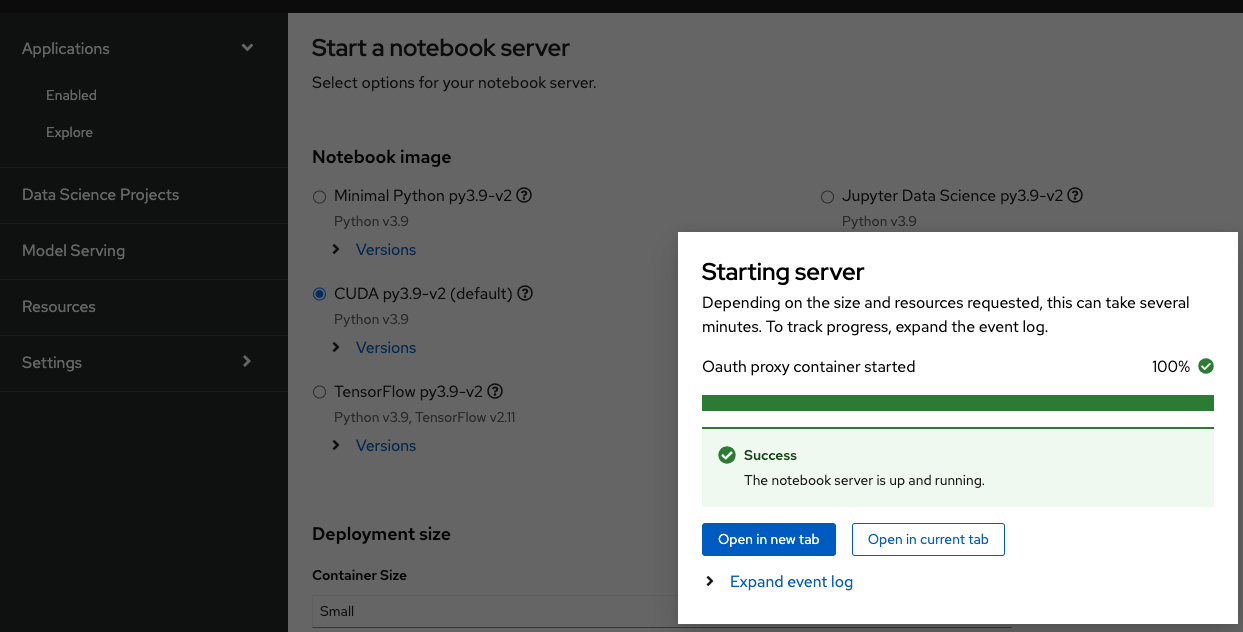 Applications
Enabled
Explore
Data Science Projects
Model Serving
Resources
Settings
Start a notebook server
Select options for your notebook server.
Notebook image
Minimal Python py3.9-v2
Python v3.9
Versions
Jupyter Data Science py3.9-v2
Python v3.9
CUDA py3.9-v2 (default)
Python v3.9
Versions
TensorFlow py3.9-v2
Python v3.9, TensorFlow v2.11
Versions
Deployment size
Container Size
Small
Starting server
Depending on the size and resources requested, this can take several
minutes. To track progress, expand the event log.
Oauth proxy container started 100%
Success
The notebook server is up and running.
Open in new tab Open in current tab
Expand event log